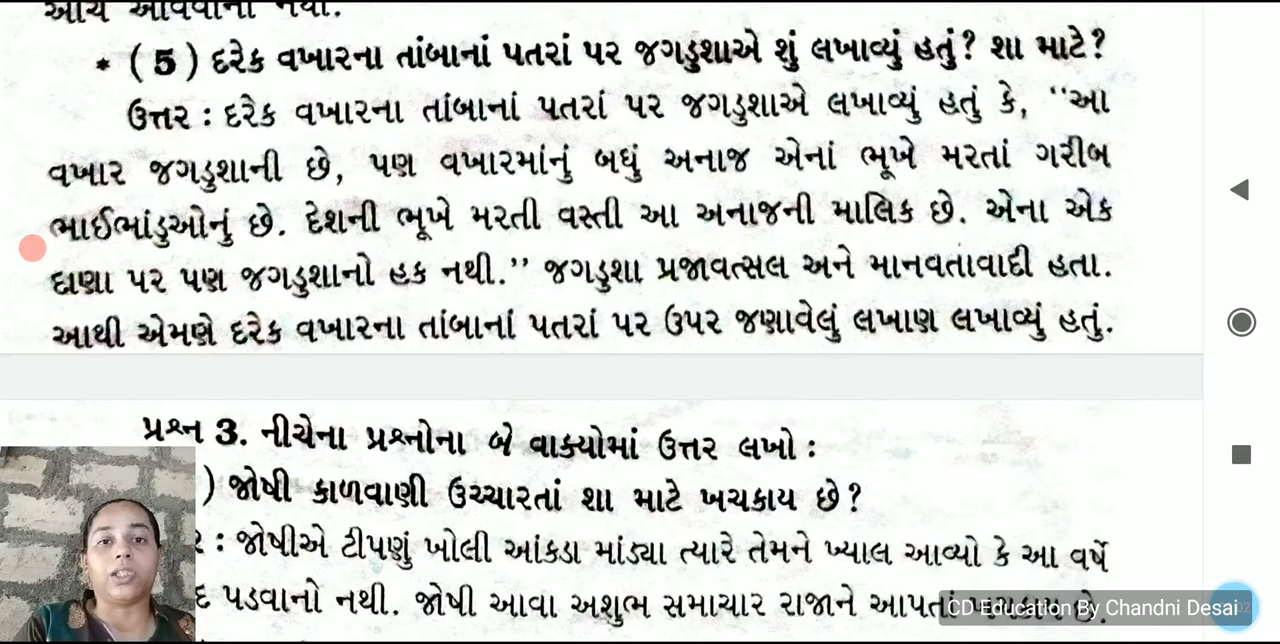 * (5) દરેક વખારના તાંબાનાં પતરાં પર જગડુશાએ શું લખાવ્યું હતું? શા માટે?
ઉત્તર : દરેક વખારના તાંબાનાં પતરાં પર જગડુશાએ લખાવ્યું હતું કે, “આ
વખાર જગડુશાની છે, પણ વખારમાંનું બધું અનાજ એનાં ભૂખે મરતાં ગરીબ
ભાઈભાંડુઓનું છે. દેશની ભૂખે મરતી વસ્તી આ અનાજની માલિક છે. એના એક
દાણા પર પણ જગડુશાનો હક નથી.” જગડુશા પ્રજાવત્સલ અને માનવતાવાદી હતા.
આથી એમણે દરેક વખારના તાંબાનાં પતરાં પર ઉપર જણાવેલું લખાણ લખાવ્યું હતું.
પ્રશ્ન 3. નીચેના પ્રશ્નોના બે વાક્યોમાં ઉત્તર લખો :
) જોષી કાળવાણી ઉચ્ચારતાં શા માટે ખચકાય છે?
: જોષીએ ટીપણું ખોલી આંકડા માંડ્યા ત્યારે તેમને ખ્યાલ આવ્યો કે આ વર્ષે
પડવાનો નથી. જોષી આવા અશુભ સમાચાર રાજાને આપતાં ખચકાય છે.
CD Education By Chandni Desai